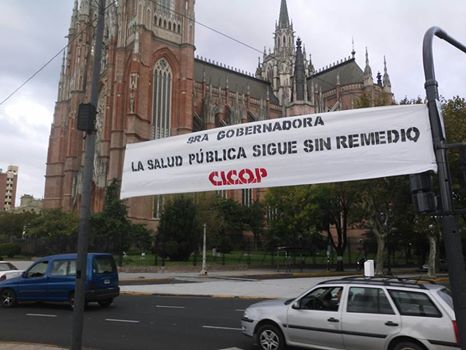 SRA GOBERNADORA
LA SALUD PÚBLICA SIGUE SIN REMEDIO
CICOP